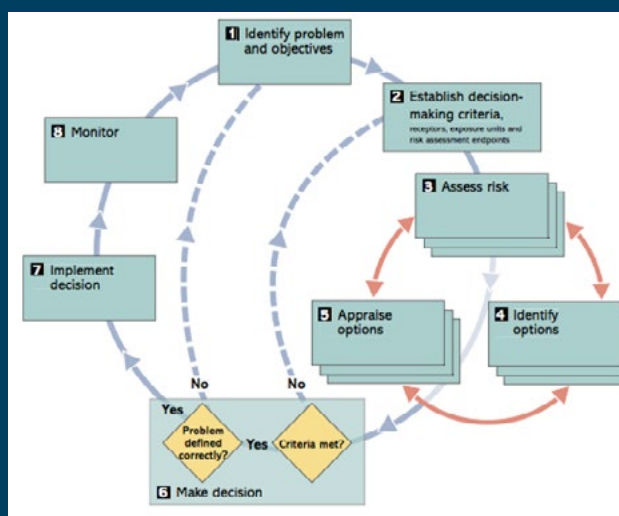 1 Identify problem
and objectives
2 Establish decision-
making criteria,
receptors, exposure units and
risk assessment endpoints
3 Assess risk
4 Identify
options
5 Appraise
options
6 Make decision
Criteria met?
Yes
No
Problem
defined
correctly?
Yes
No
7 Implement
decision
8 Monitor